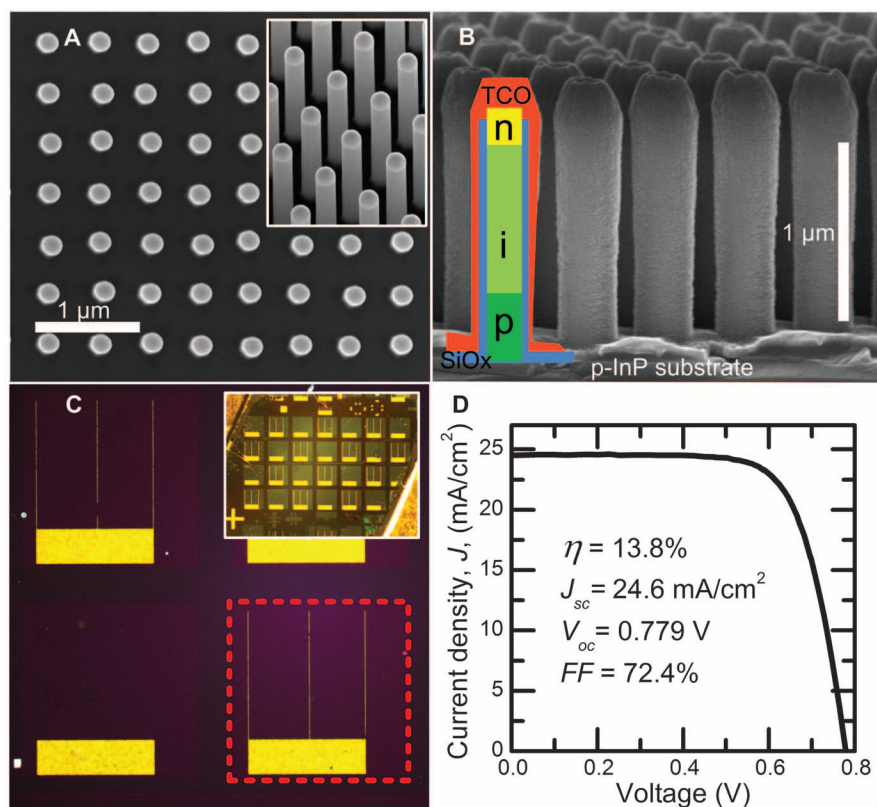 A
1 µm
B
TCO
n
i
p
SiOx
1 µm
p-InP substrate
C
D
Current density, J, (mA/cm²)
25
20
15
10
5
0
η = 13.8%
Jsc = 24.6 mA/cm²
Voc = 0.779 V
FF = 72.4%
0.0 0.2 0.4 0.6 0.8
Voltage (V)